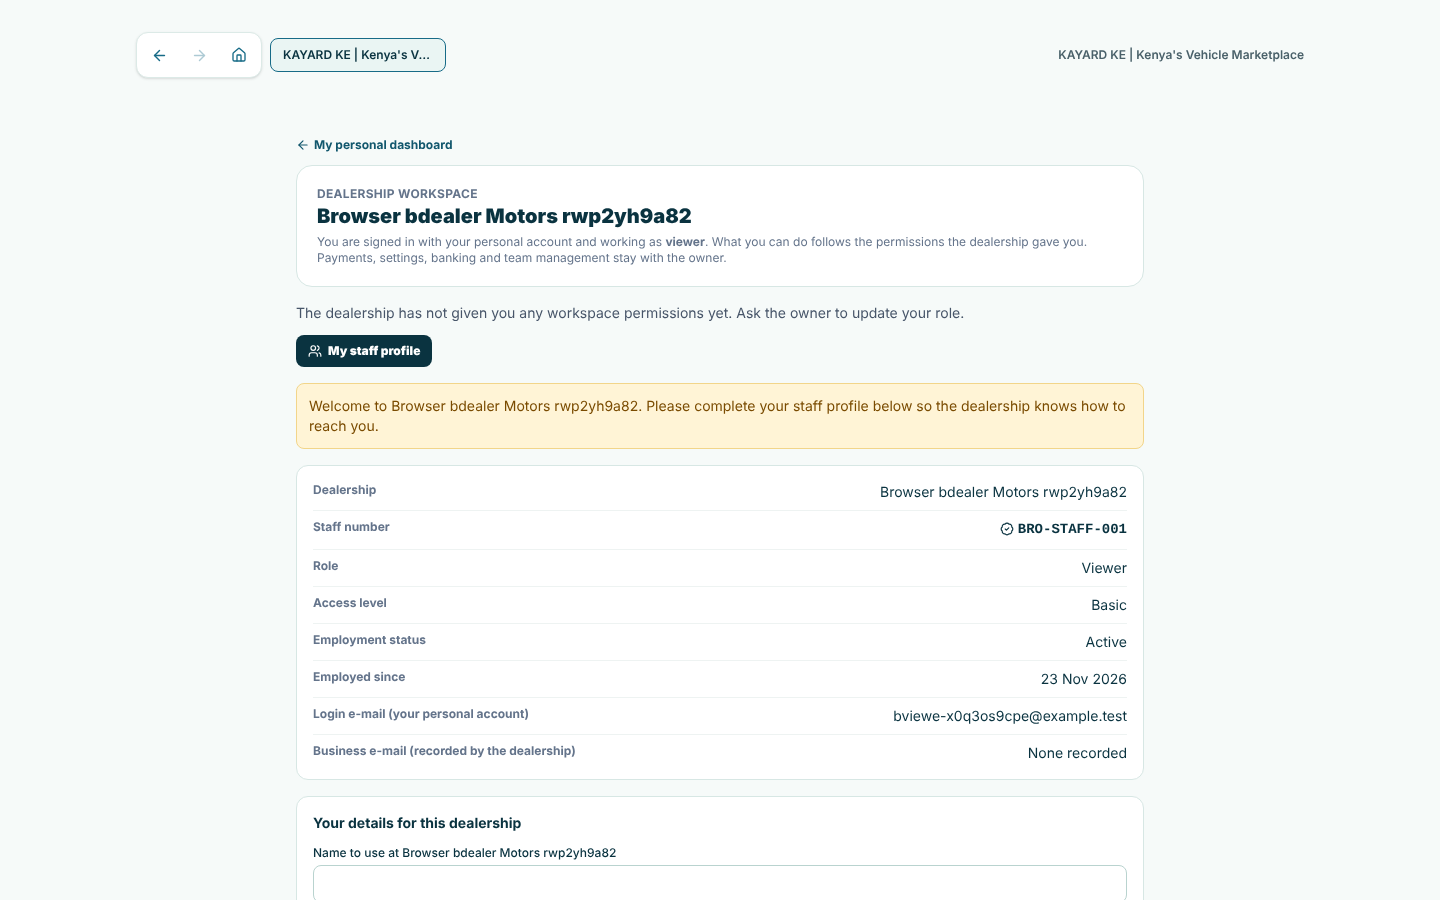 KAYARD KE | Kenya's V...
KAYARD KE | Kenya's Vehicle Marketplace
My personal dashboard
DEALERSHIP WORKSPACE
Browser bdealer Motors rwp2yh9a82
You are signed in with your personal account and working as viewer. What you can do follows the permissions the dealership gave you.
Payments, settings, banking and team management stay with the owner.
The dealership has not given you any workspace permissions yet. Ask the owner to update your role.
My staff profile
Welcome to Browser bdealer Motors rwp2yh9a82. Please complete your staff profile below so the dealership knows how to
reach you.
Dealership Browser bdealer Motors rwp2yh9a82
Staff number BRO-STAFF-001
Role Viewer
Access level Basic
Employment status Active
Employed since 23 Nov 2026
Login e-mail (your personal account) bviewe-x0q3os9cpe@example.test
Business e-mail (recorded by the dealership) None recorded
Your details for this dealership
Name to use at Browser bdealer Motors rwp2yh9a82